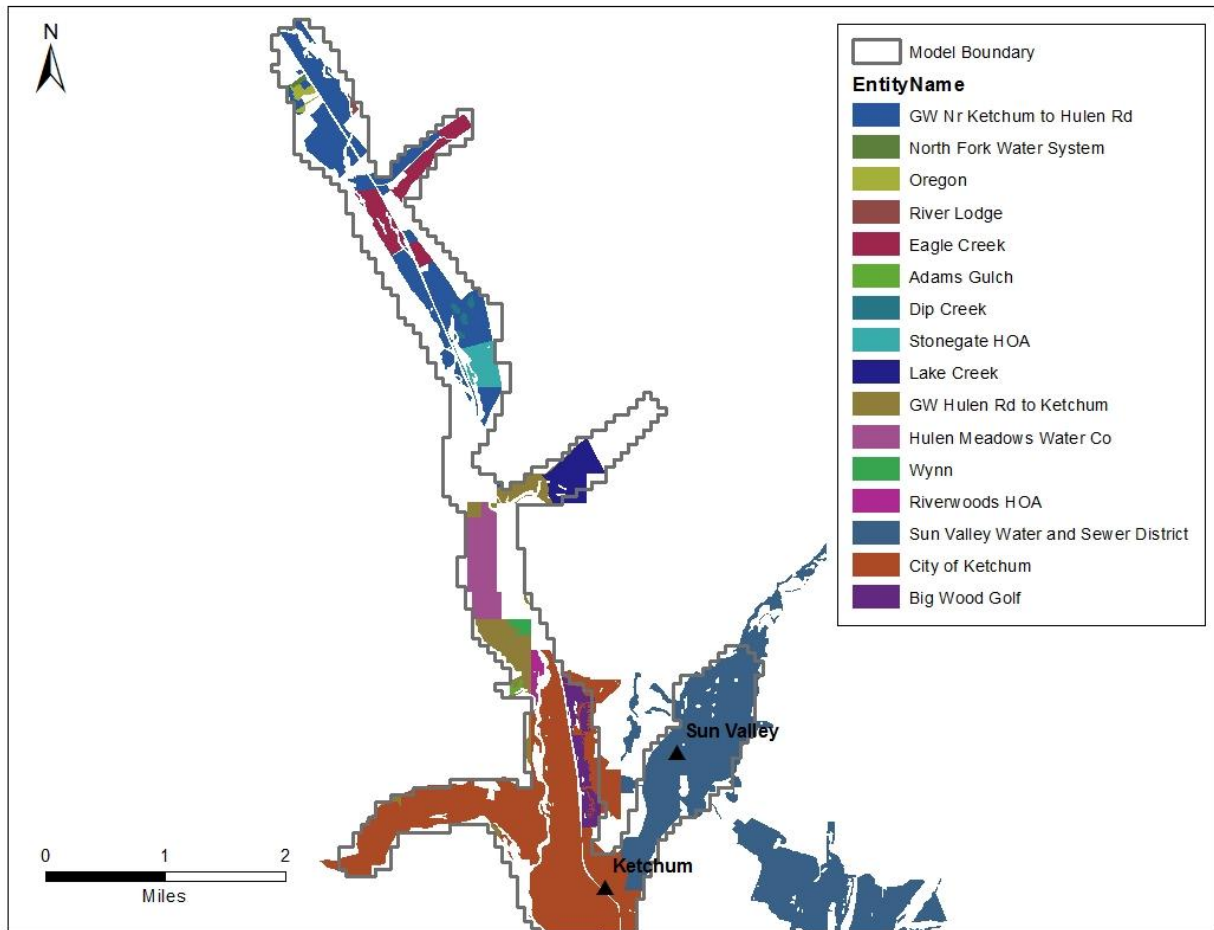 N
Model Boundary
EntityName
GW Nr Ketchum to Hulen Rd
North Fork Water System
Oregon
River Lodge
Eagle Creek
Adams Gulch
Dip Creek
Stonegate HOA
Lake Creek
GW Hulen Rd to Ketchum
Hulen Meadows Water Co
Wynn
Riverwoods HOA
Sun Valley Water and Sewer District
City of Ketchum
Big Wood Golf
Sun Valley
Ketchum
0 1 2
Miles